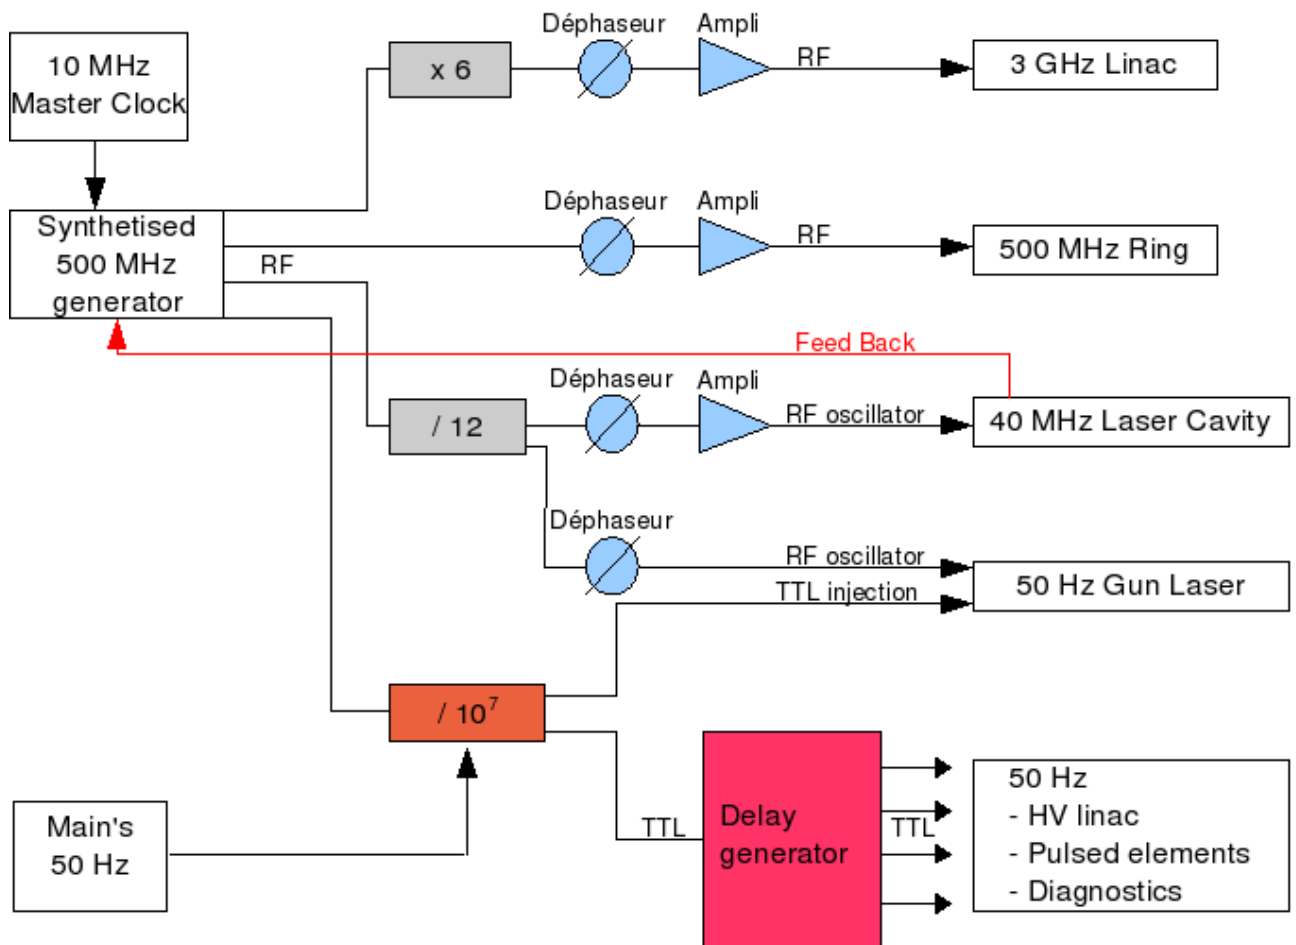 Déphaseur
Ampli
10 MHz
Master Clock
x 6
RF
3 GHz Linac
Déphaseur
Ampli
Synthetised
500 MHz
generator
RF
RF
500 MHz Ring
Feed Back
Déphaseur
Ampli
/ 12
RF oscillator
40 MHz Laser Cavity
Déphaseur
RF oscillator
TTL injection
50 Hz Gun Laser
/ 10⁷
Main's
50 Hz
TTL
Delay
generator
TTL
50 Hz
- HV linac
- Pulsed elements
- Diagnostics